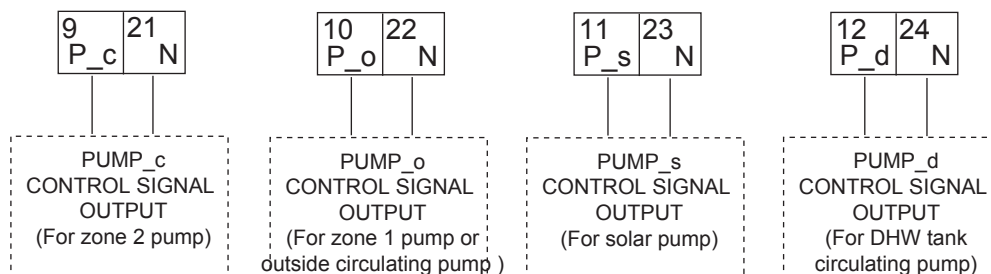 9 21
P_c N
PUMP_c
CONTROL SIGNAL
OUTPUT
(For zone 2 pump)
10 22
P_o N
PUMP_o
CONTROL SIGNAL
OUTPUT
(For zone 1 pump or
outside circulating pump )
11 23
P_s N
PUMP_s
CONTROL SIGNAL
OUTPUT
(For solar pump)
12 24
P_d N
PUMP_d
CONTROL SIGNAL
OUTPUT
(For DHW tank
circulating pump)